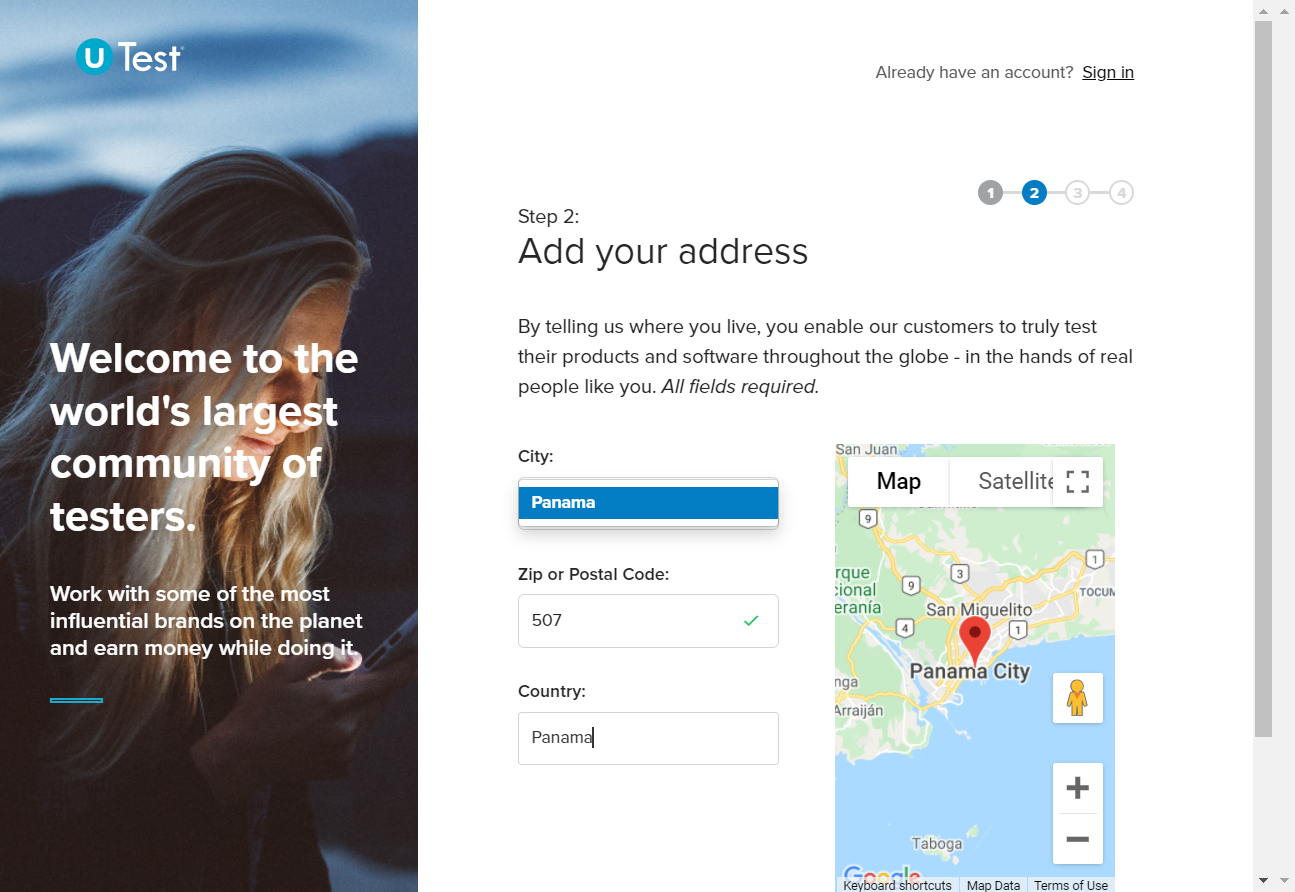 U Test
Already have an account? Sign in
1 2 3 4
Step 2:
Add your address
By telling us where you live, you enable our customers to truly test
their products and software throughout the globe - in the hands of real
people like you. All fields required.
Welcome to the
world's largest
community of
testers.
Work with some of the most
influential brands on the planet
and earn money while doing it.
City:
Panama
Zip or Postal Code:
507
Country:
Panama
San Juan
Map Satellite
9
1
3
rque
9
cional
TOCUM
eranía
San Miguelito
4
1
Panama City
nga
Arraiján
Taboga
Google
Keyboard shortcuts Map Data Terms of Use